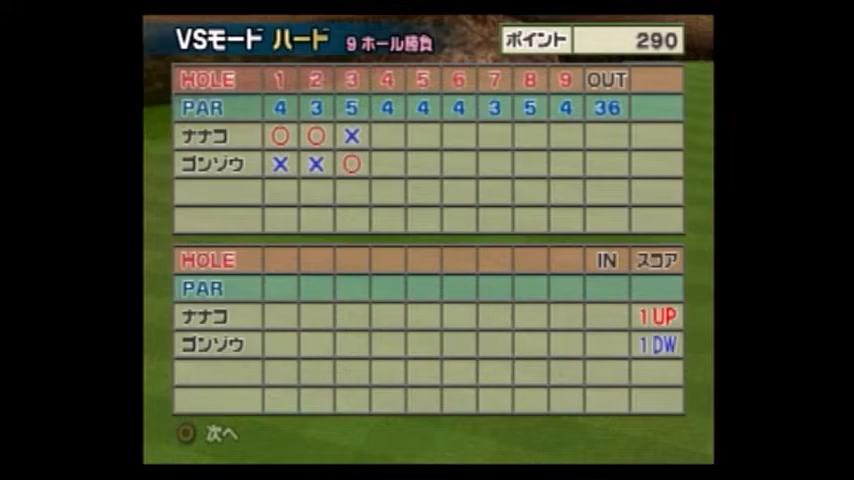 VSモード ハード 9ホール勝負 ポイント 290
HOLE 1 2 3 4 5 6 7 8 9 OUT
PAR 4 3 5 4 4 4 3 5 4 36
ナナコ ○ ○ ×
ゴンゾウ × × ○
HOLE IN スコア
PAR
ナナコ 1UP
ゴンゾウ 1DW
次へ